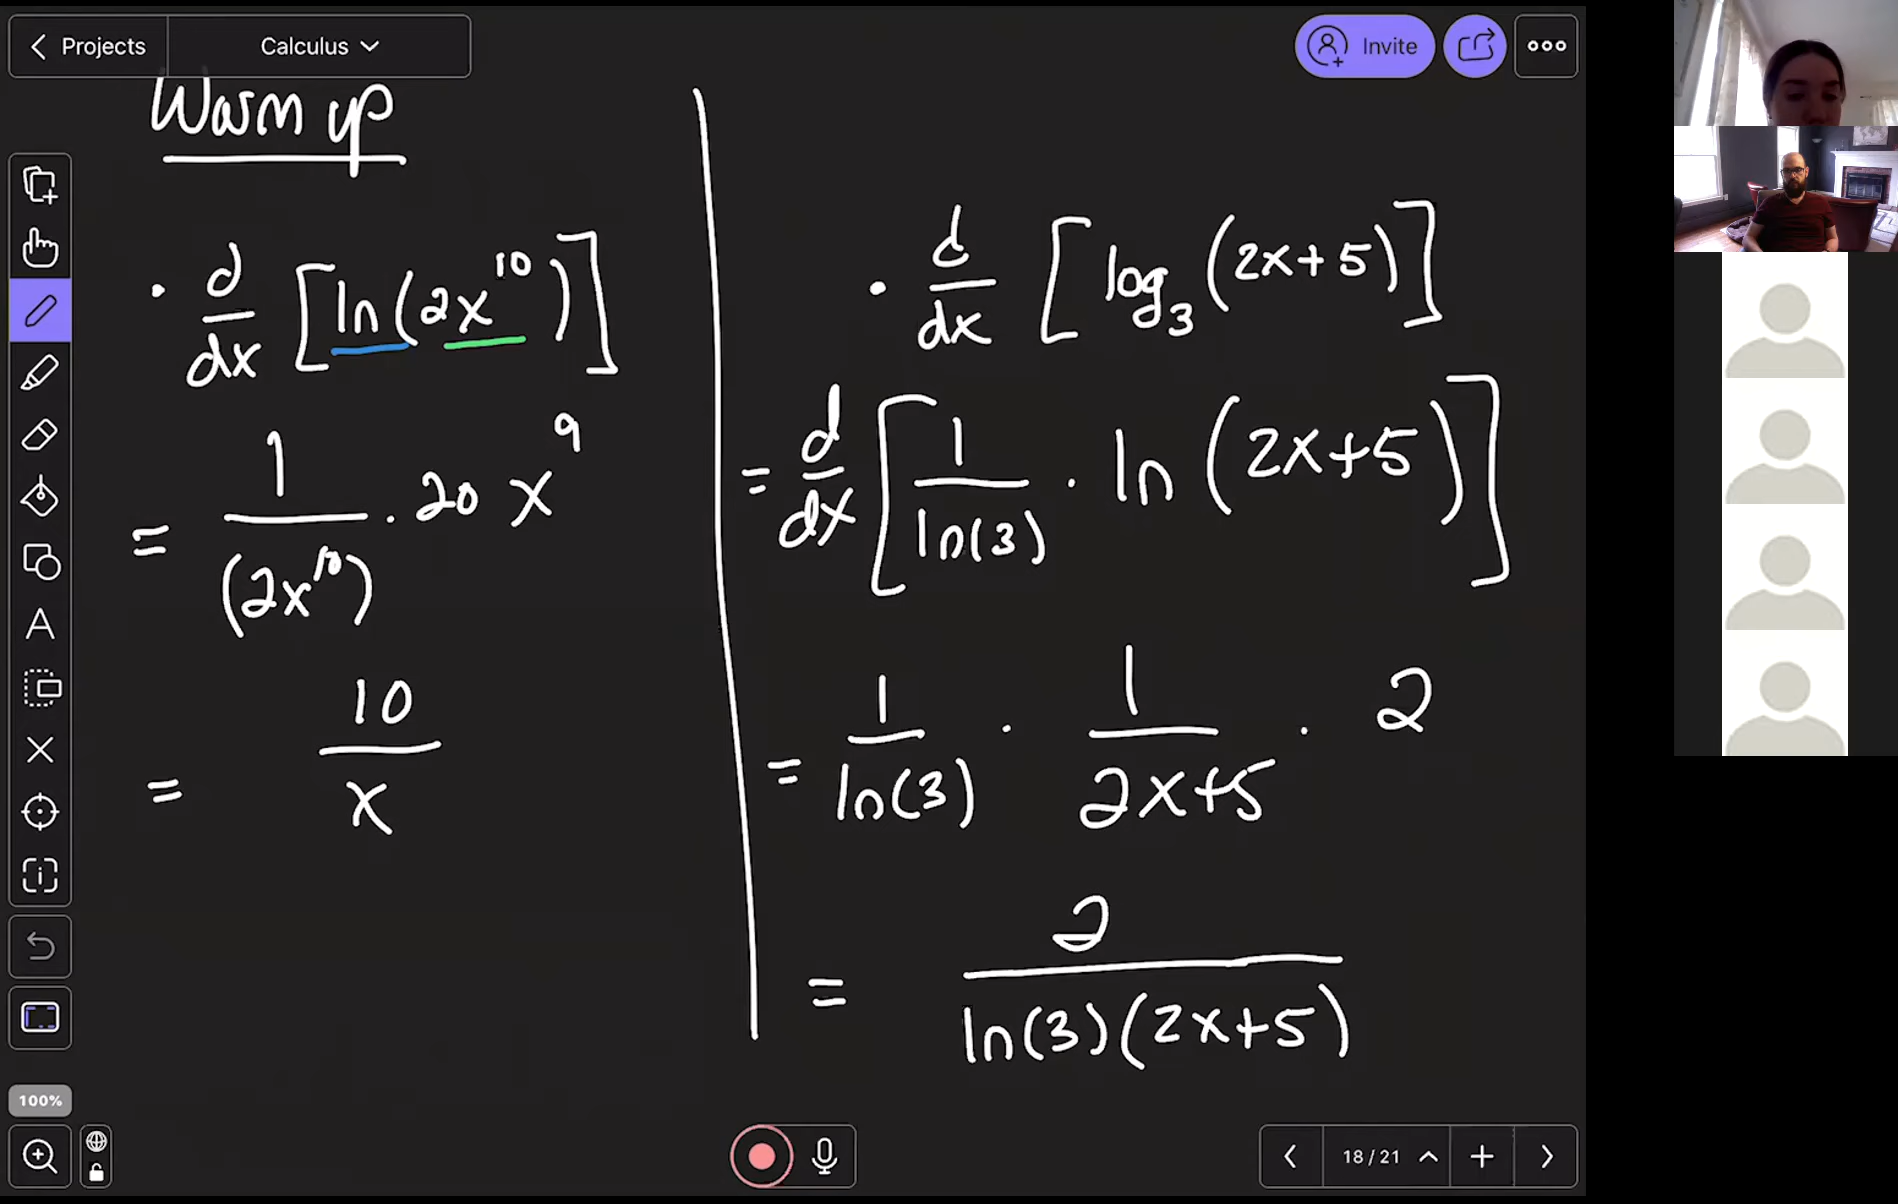 Projects
Calculus
Invite
Warm up
· d/dx [ln(2x^10)]
= 1/(2x^10) · 20x^9
= 10/x
· d/dx [log_3(2x+5)]
= d/dx [1/ln(3) · ln(2x+5)]
= 1/ln(3) · 1/2x+5 · 2
= 2/ln(3)(2x+5)
100%
18/21